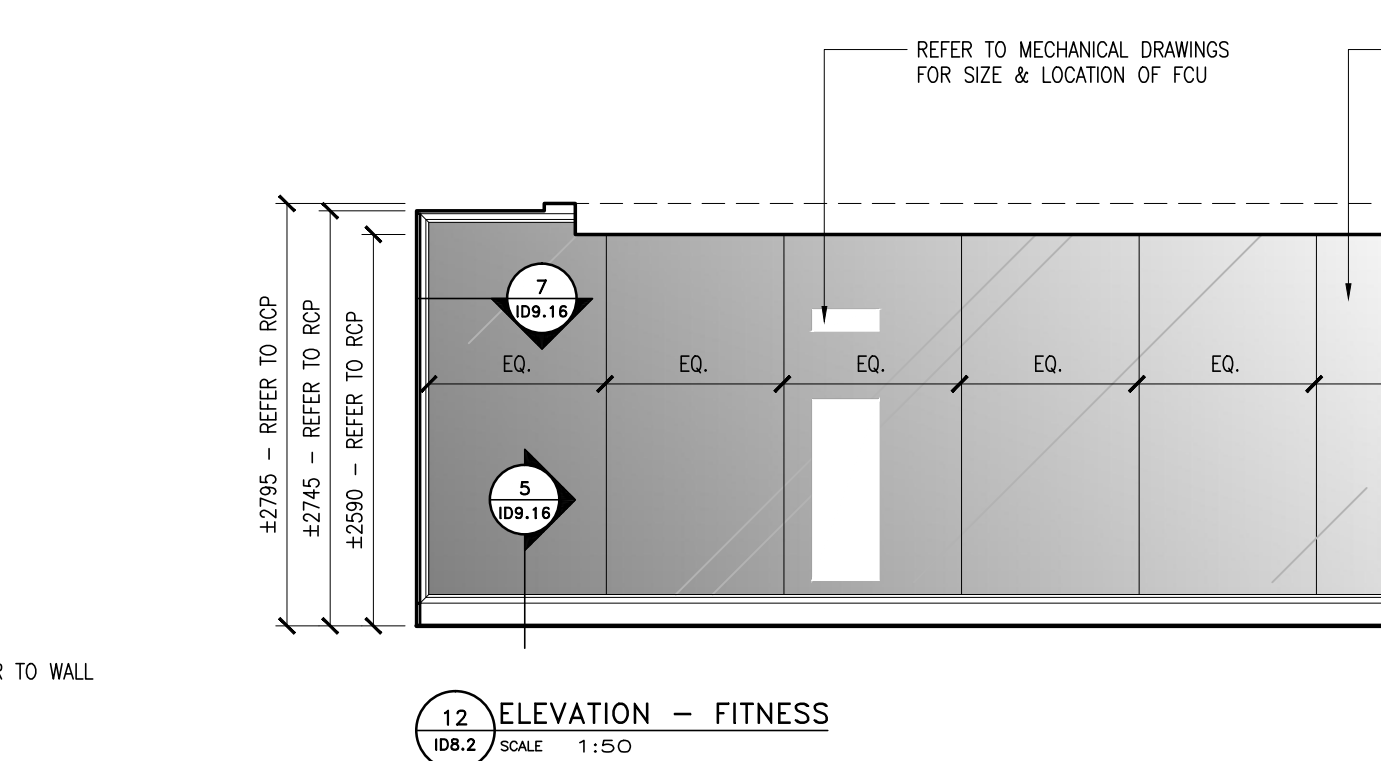 REFER TO MECHANICAL DRAWINGS
FOR SIZE & LOCATION OF FCU
±2795 - REFER TO RCP
±2745 - REFER TO RCP
±2590 - REFER TO RCP
7
ID9.16
EQ.
EQ.
EQ.
EQ.
EQ.
5
ID9.16
TO WALL
12
ID8.2
ELEVATION - FITNESS
SCALE 1:50